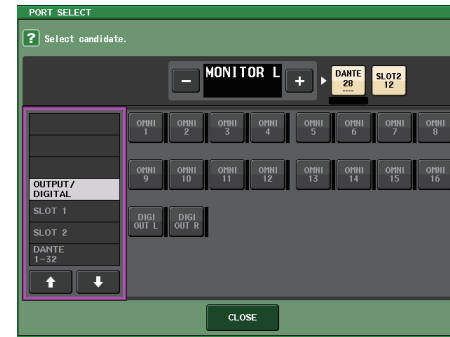 PORT SELECT
? Select candidate.
− MONITOR L + DANTE 28 ---- SLOT2 12
OMNI 1 OMNI 2 OMNI 3 OMNI 4 OMNI 5 OMNI 6 OMNI 7 OMNI 8
OMNI 9 OMNI 10 OMNI 11 OMNI 12 OMNI 13 OMNI 14 OMNI 15 OMNI 16
OUTPUT/
DIGITAL
SLOT 1
DIGI OUT L DIGI OUT R
SLOT 2
DANTE
1-32
CLOSE